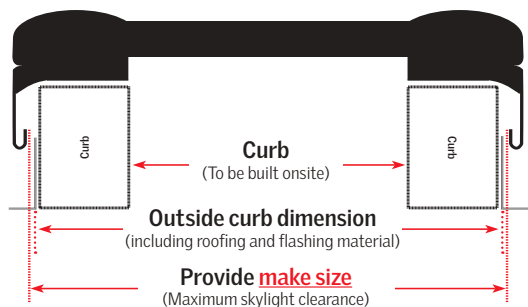 Curb
Curb
Curb
(To be built onsite)
Outside curb dimension
(including roofing and flashing material)
Provide make size
(Maximum skylight clearance)